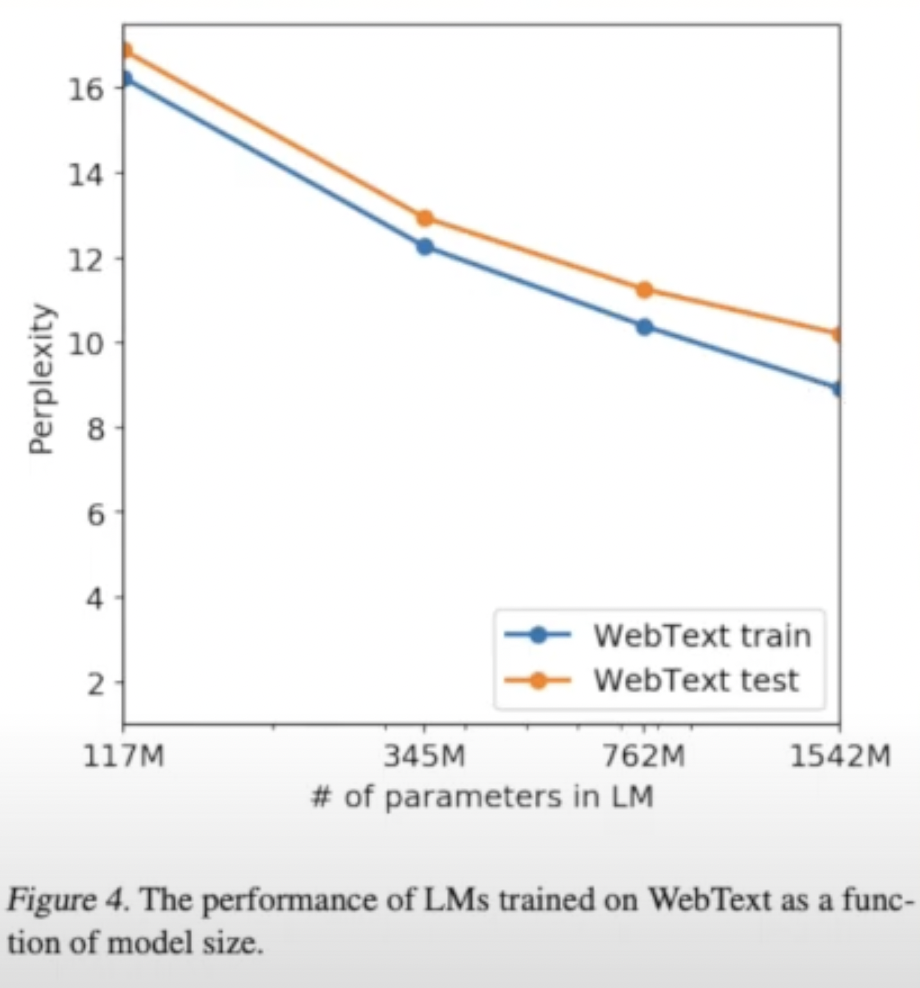 16
14
12
10
8
6
4
2
Perplexity
WebText train
WebText test
117M 345M 762M 1542M
# of parameters in LM
Figure 4. The performance of LMs trained on WebText as a func-
tion of model size.